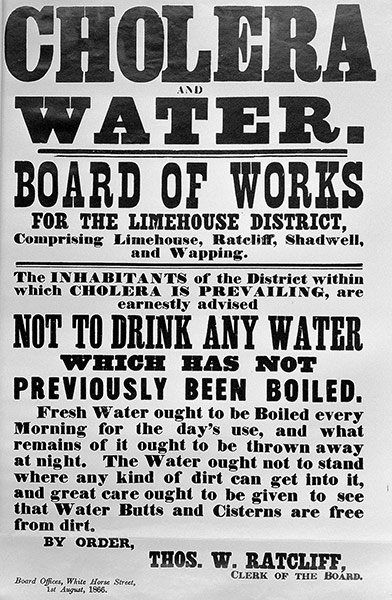 CHOLERA
AND
WATER.
BOARD OF WORKS
FOR THE LIMEHOUSE DISTRICT,
Comprising Limehouse, Ratcliff, Shadwell,
and Wapping.
The INHABITANTS of the District within
which CHOLERA IS PREVAILING, are
earnestly advised
NOT TO DRINK ANY WATER
WHICH HAS NOT
PREVIOUSLY BEEN BOILED.
Fresh Water ought to be Boiled every
Morning for the day's use, and what
remains of it ought to be thrown away
at night. The Water ought not to stand
where any kind of dirt can get into it,
and great care ought to be given to see
that Water Butts and Cisterns are free
from dirt.
BY ORDER,
THOS. W. RATCLIFF,
CLERK OF THE BOARD.
Board Offices, White Horse Street,
1st August, 1866.